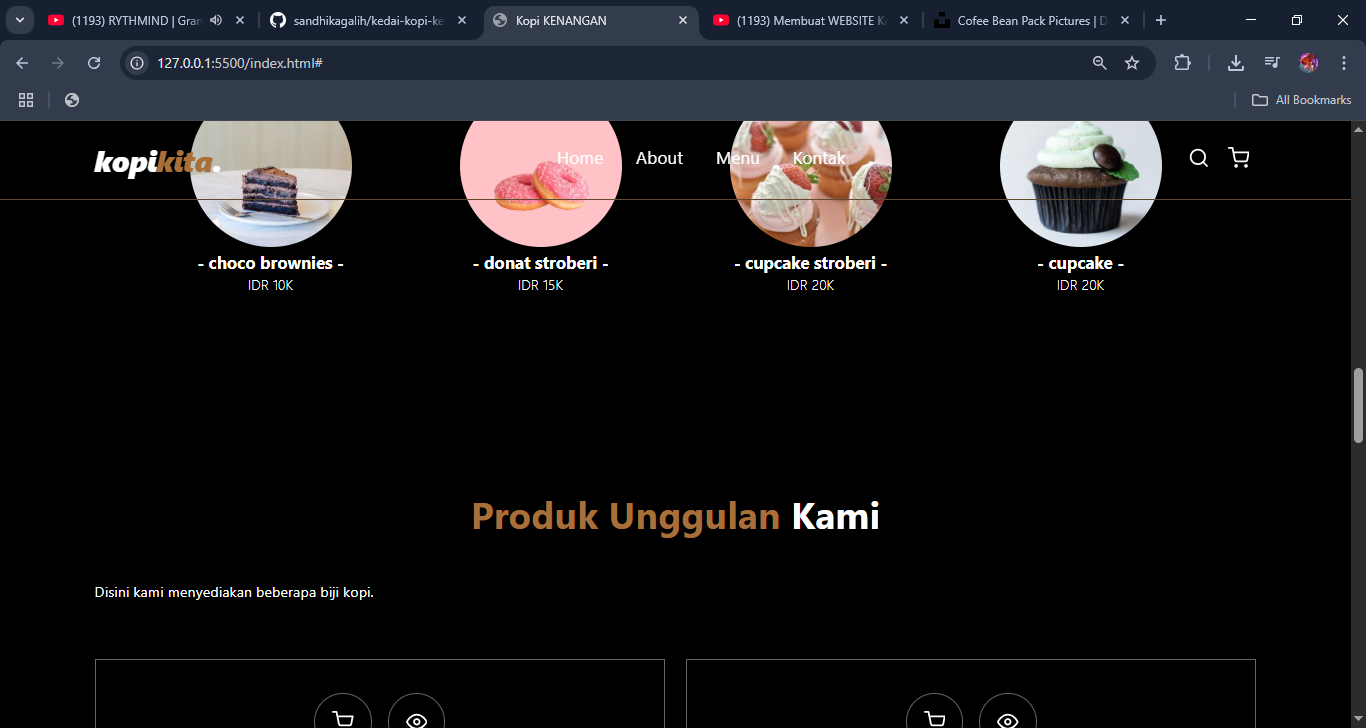 (1193) RYTHMIND | Gran
sandhikagalih/kedai-kopi-ke
Kopi KENANGAN
(1193) Membuat WEBSITE Ke
Cofee Bean Pack Pictures | D
127.0.0.1:5500/index.html#
All Bookmarks
kopikita.
Home
About
Menu
Kontak
- choco brownies -
- donat stroberi -
- cupcake stroberi -
- cupcake -
IDR 10K
IDR 15K
IDR 20K
IDR 20K
Produk Unggulan Kami
Disini kami menyediakan beberapa biji kopi.